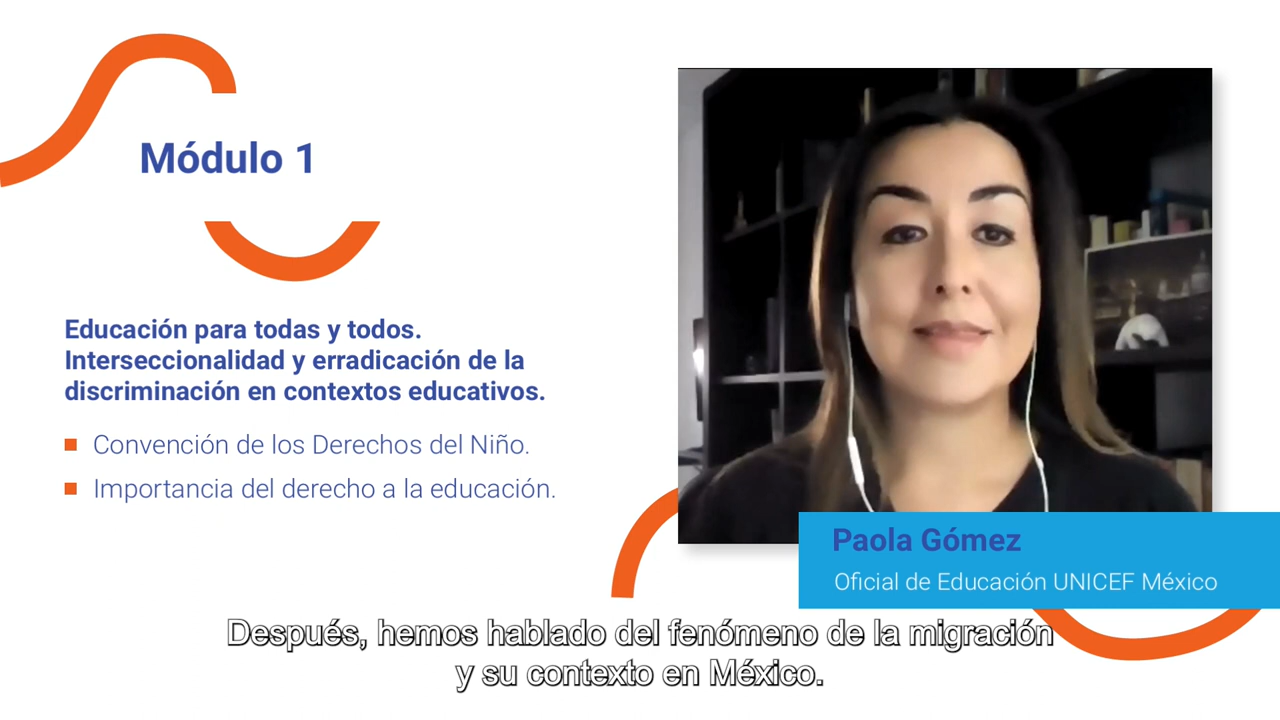 Módulo 1
Educación para todas y todos.
Interseccionalidad y erradicación de la
discriminación en contextos educativos.
Convención de los Derechos del Niño.
Importancia del derecho a la educación.
Paola Gómez
Oficial de Educación UNICEF México
Después, hemos hablado del fenómeno de la migración
y su contexto en México.